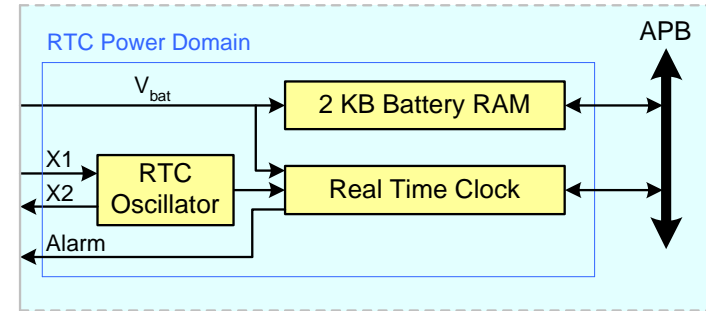 APB
RTC Power Domain
Vbat
2 KB Battery RAM
X1
RTC
Oscillator
X2
Real Time Clock
Alarm